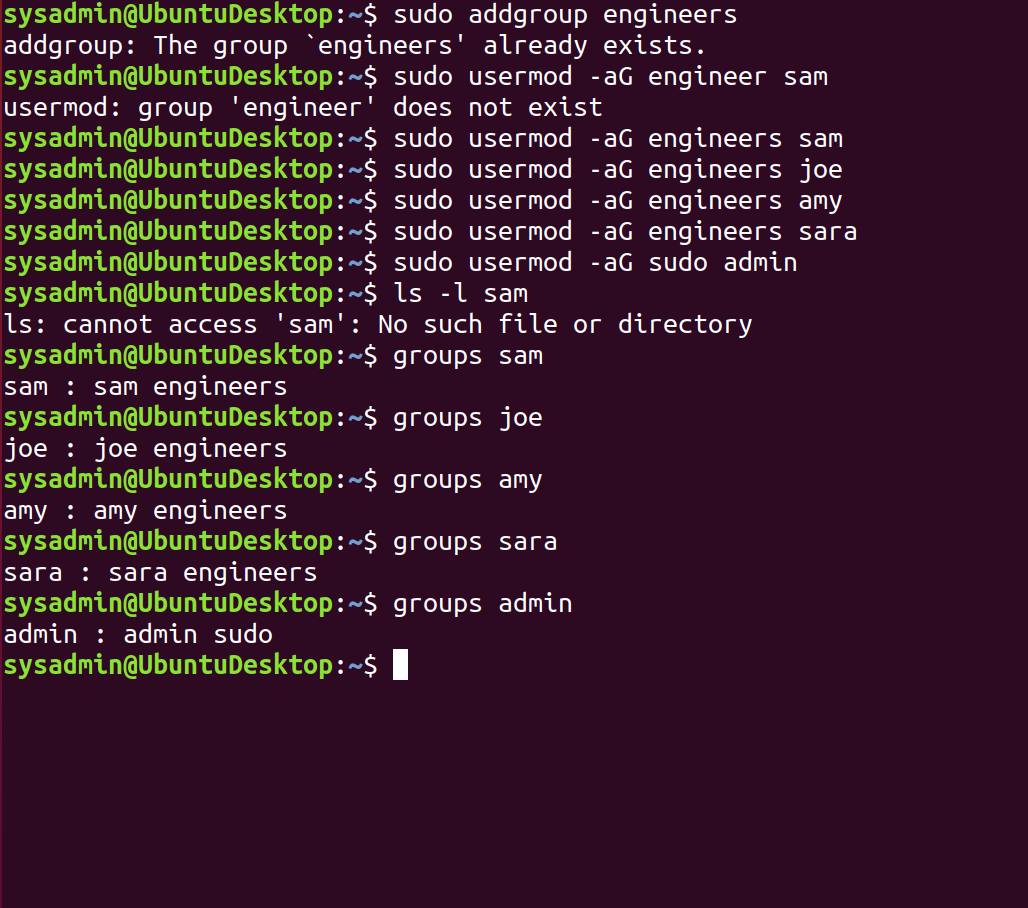 sysadmin@UbuntuDesktop:~$ sudo addgroup engineers
addgroup: The group `engineers' already exists.
sysadmin@UbuntuDesktop:~$ sudo usermod -aG engineer sam
usermod: group 'engineer' does not exist
sysadmin@UbuntuDesktop:~$ sudo usermod -aG engineers sam
sysadmin@UbuntuDesktop:~$ sudo usermod -aG engineers joe
sysadmin@UbuntuDesktop:~$ sudo usermod -aG engineers amy
sysadmin@UbuntuDesktop:~$ sudo usermod -aG engineers sara
sysadmin@UbuntuDesktop:~$ sudo usermod -aG sudo admin
sysadmin@UbuntuDesktop:~$ ls -l sam
ls: cannot access 'sam': No such file or directory
sysadmin@UbuntuDesktop:~$ groups sam
sam : sam engineers
sysadmin@UbuntuDesktop:~$ groups joe
joe : joe engineers
sysadmin@UbuntuDesktop:~$ groups amy
amy : amy engineers
sysadmin@UbuntuDesktop:~$ groups sara
sara : sara engineers
sysadmin@UbuntuDesktop:~$ groups admin
admin : admin sudo
sysadmin@UbuntuDesktop:~$